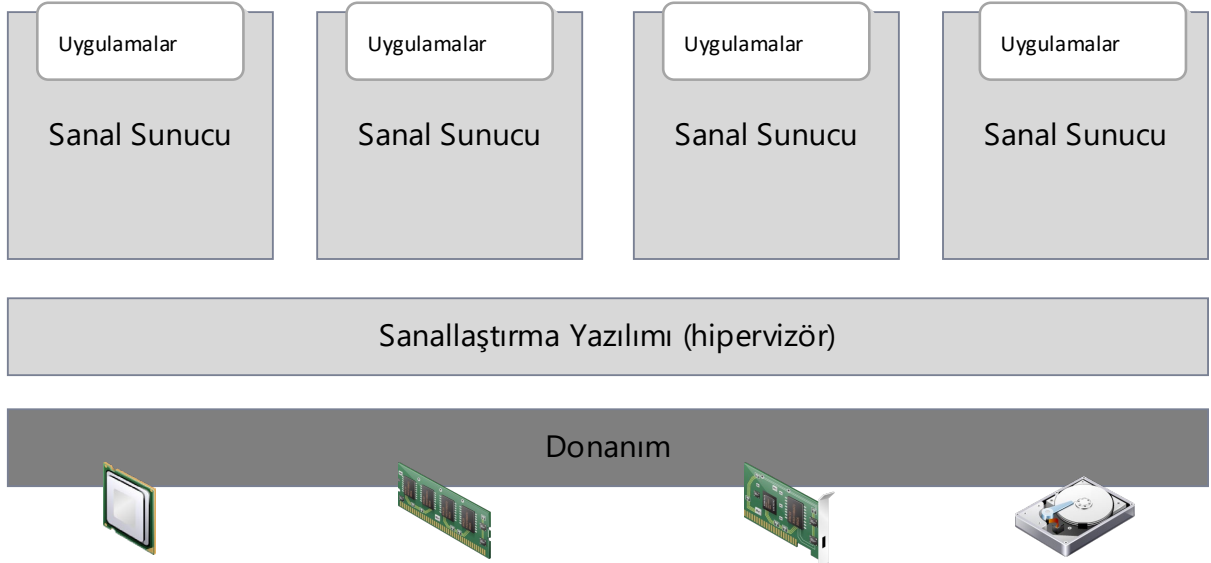 Uygulamalar
Uygulamalar
Uygulamalar
Uygulamalar
Sanal Sunucu
Sanal Sunucu
Sanal Sunucu
Sanal Sunucu
Sanallaştırma Yazılımı (hipervizör)
Donanım